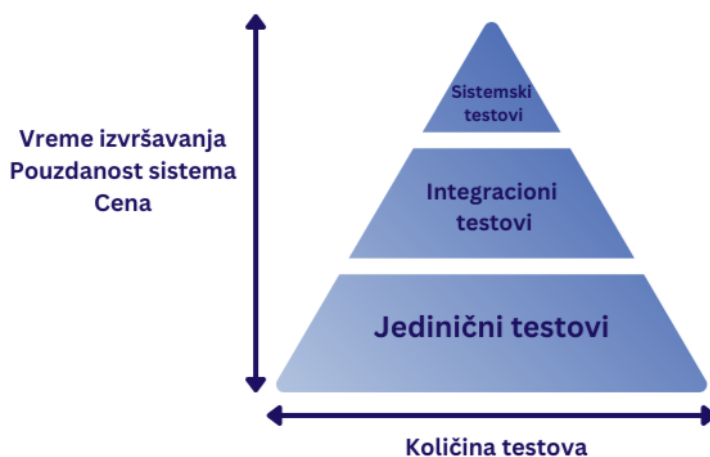 Sistemski
testovi
Vreme izvršavanja
Pouzdanost sistema
Cena
Integracioni
testovi
Jedinični testovi
Količina testova